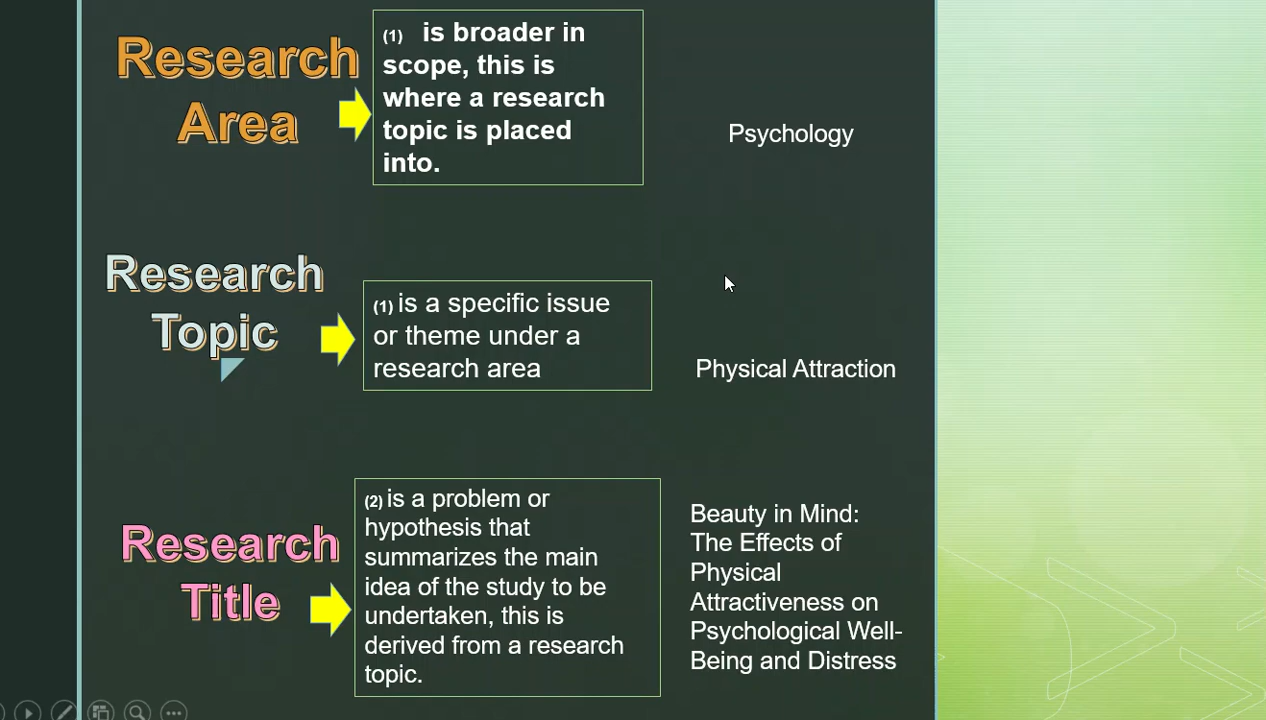 Research
Area
(1) is broader in
scope, this is
where a research
topic is placed
into.
Psychology
Research
Topic
(1) is a specific issue
or theme under a
research area
Physical Attraction
Research
Title
(2) is a problem or
hypothesis that
summarizes the main
idea of the study to be
undertaken, this is
derived from a research
topic.
Beauty in Mind:
The Effects of
Physical
Attractiveness on
Psychological Well-
Being and Distress